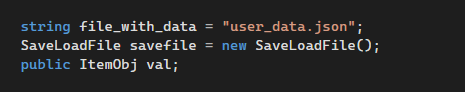 string file_with_data = "user_data.json";
SaveLoadFile savefile = new SaveLoadFile();
public ItemObj val;